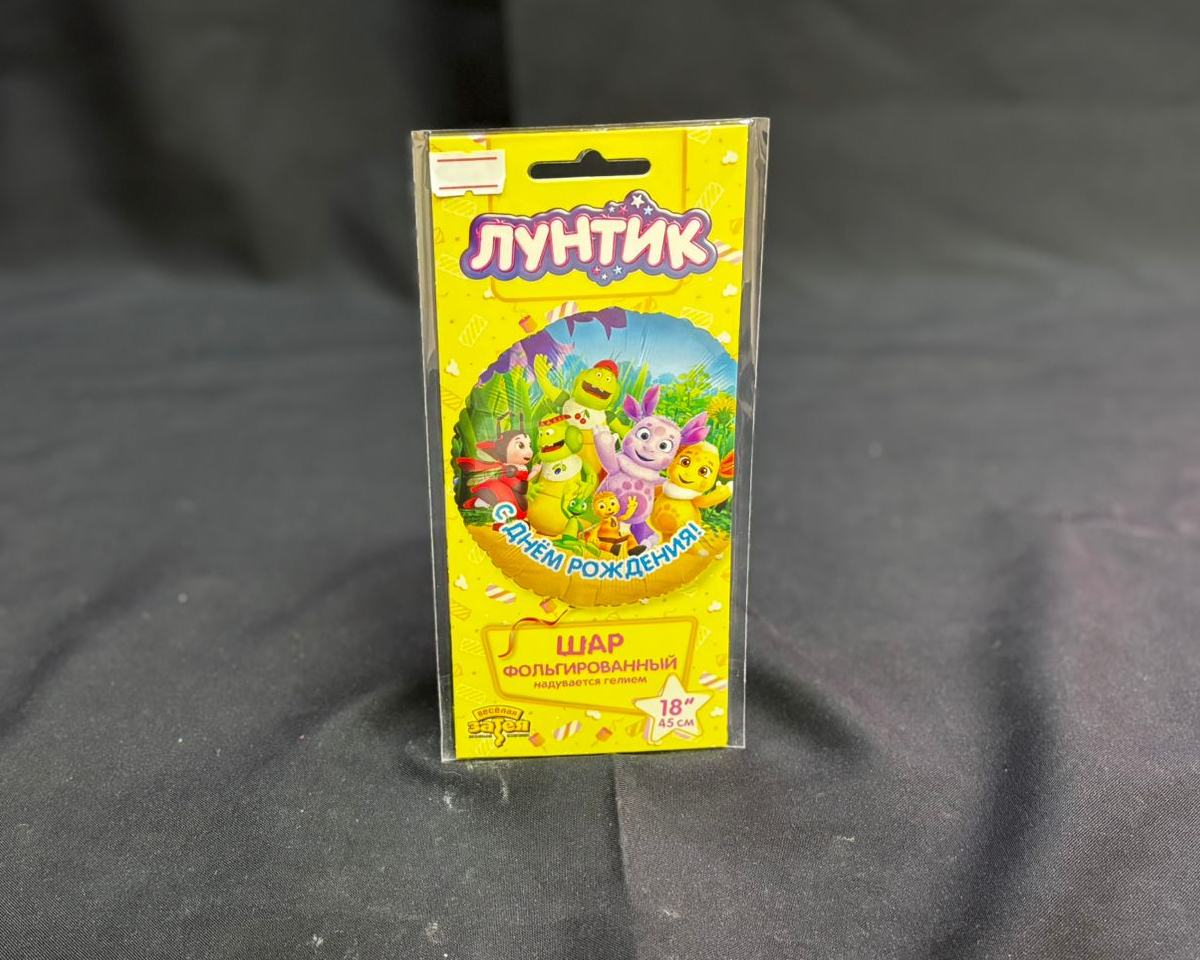 ЛУНТИК
С ДНЁМ РОЖДЕНИЯ!
ШАР
ФОЛЬГИРОВАННЫЙ
надувается гелием
18"
45 см
весёлая
затея